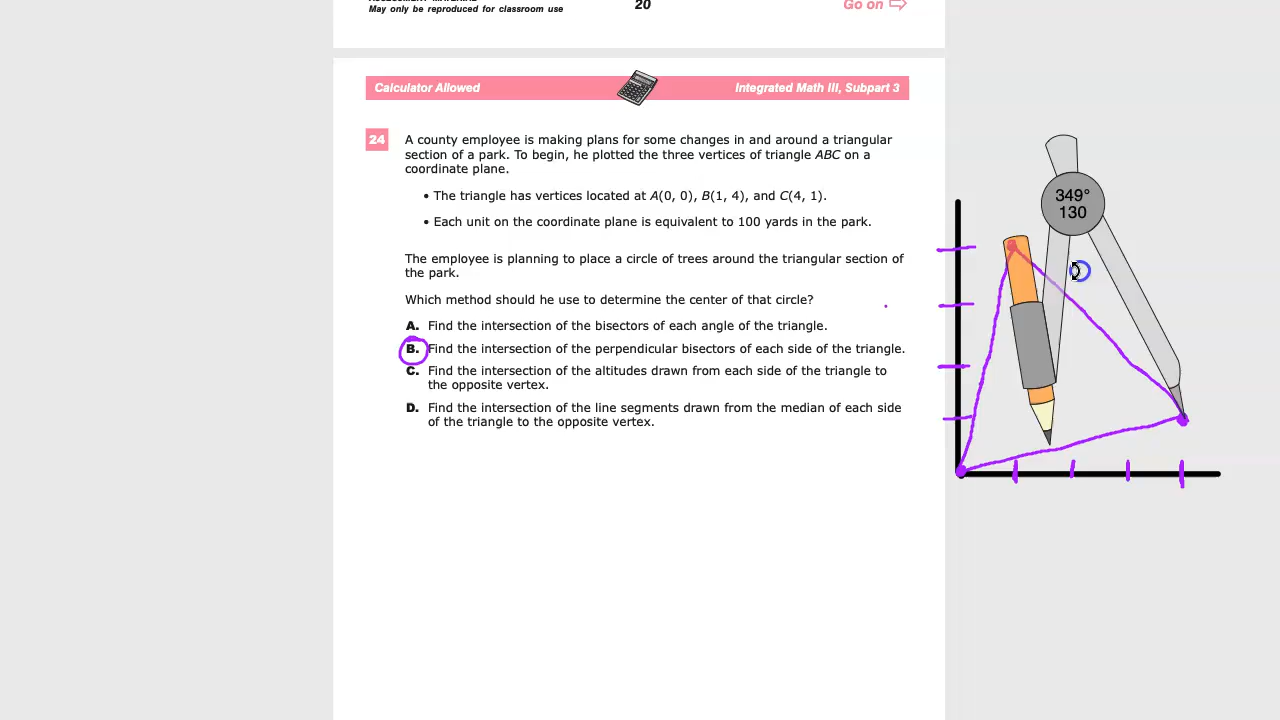 May only be reproduced for classroom use
20
Go on
Calculator Allowed
Integrated Math III, Subpart 3
24 A county employee is making plans for some changes in and around a triangular
section of a park. To begin, he plotted the three vertices of triangle ABC on a
coordinate plane.
• The triangle has vertices located at A(0, 0), B(1, 4), and C(4, 1).
• Each unit on the coordinate plane is equivalent to 100 yards in the park.
The employee is planning to place a circle of trees around the triangular section of
the park.
Which method should he use to determine the center of that circle?
A. Find the intersection of the bisectors of each angle of the triangle.
B. Find the intersection of the perpendicular bisectors of each side of the triangle.
C. Find the intersection of the altitudes drawn from each side of the triangle to
the opposite vertex.
D. Find the intersection of the line segments drawn from the median of each side
of the triangle to the opposite vertex.
349°
130